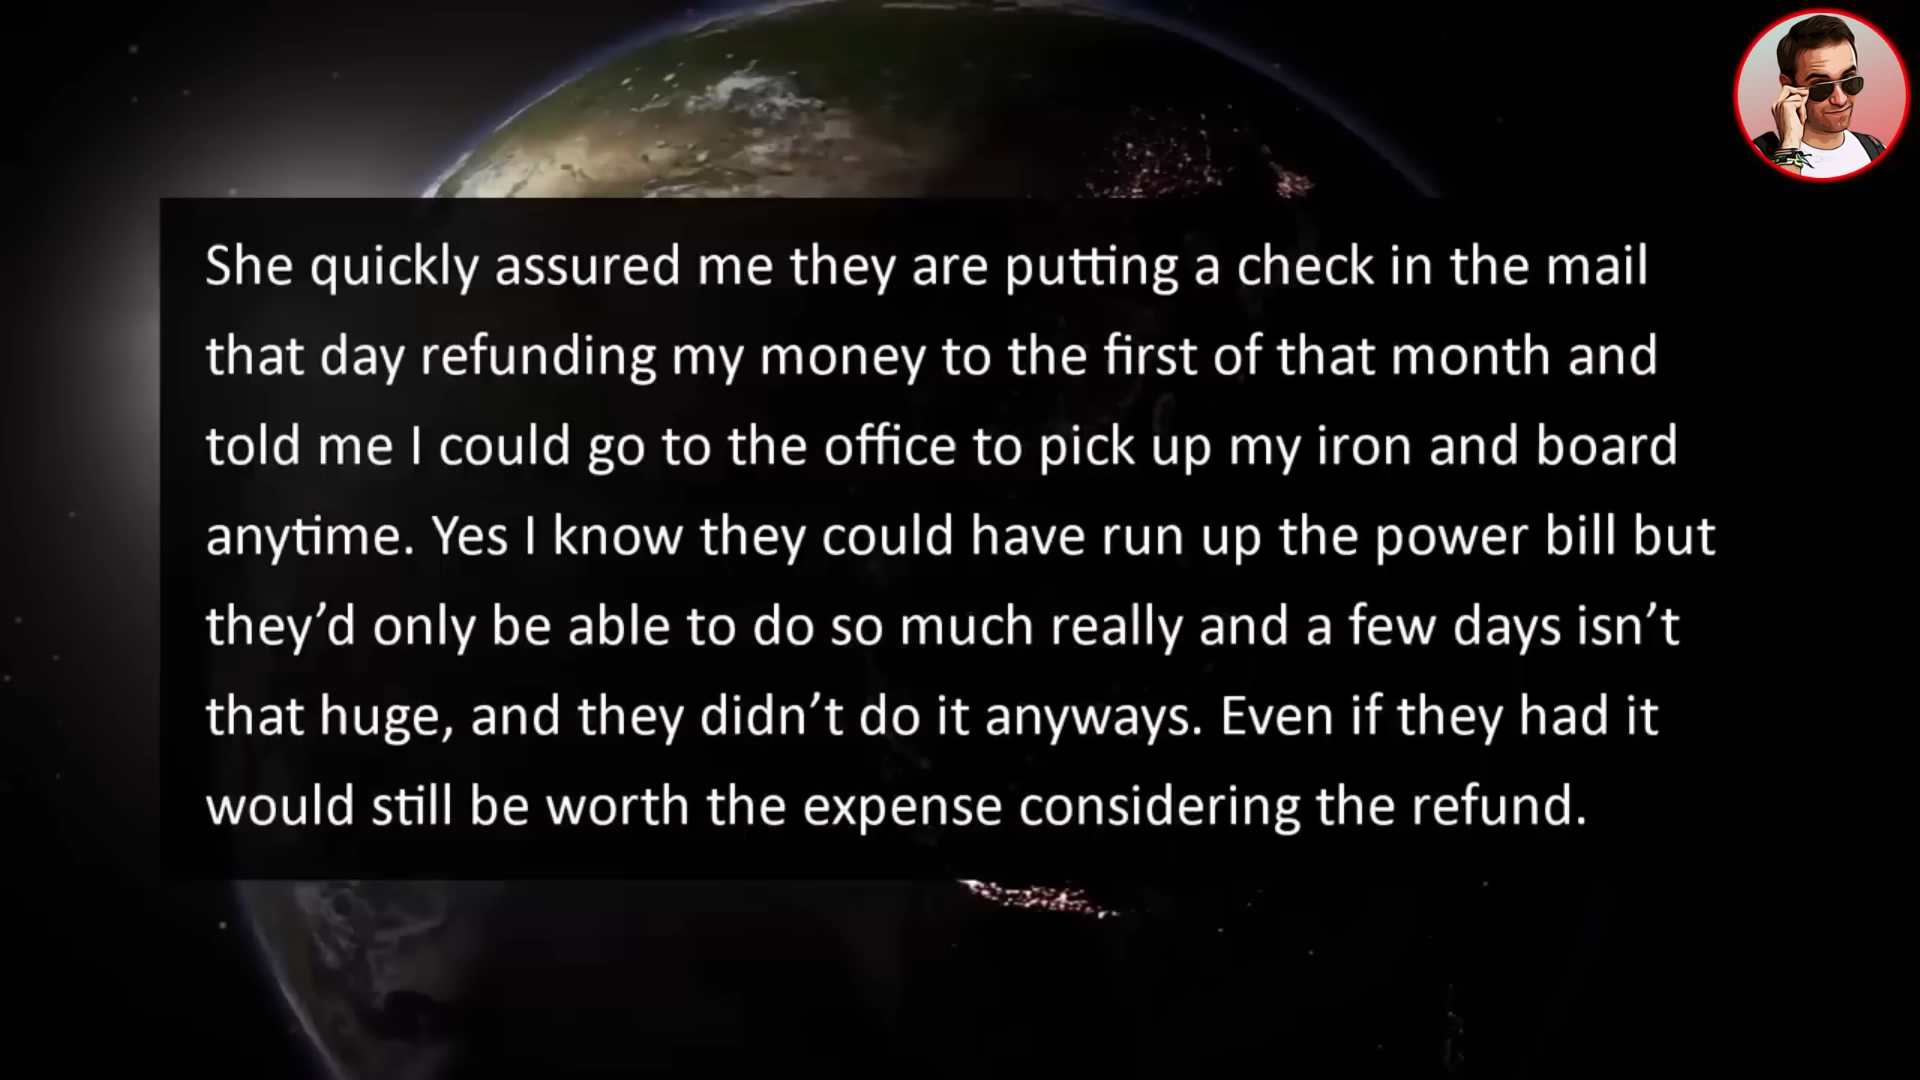 She quickly assured me they are putting a check in the mail
that day refunding my money to the first of that month and
told me I could go to the office to pick up my iron and board
anytime. Yes I know they could have run up the power bill but
they’d only be able to do so much really and a few days isn’t
that huge, and they didn’t do it anyways. Even if they had it
would still be worth the expense considering the refund.